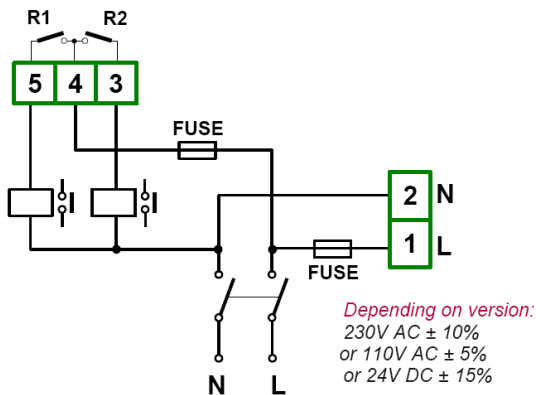 R1 R2
5 4 3
FUSE
2 N
1 L
FUSE
Depending on version:
230V AC ± 10%
or 110V AC ± 5%
or 24V DC ± 15%
N L